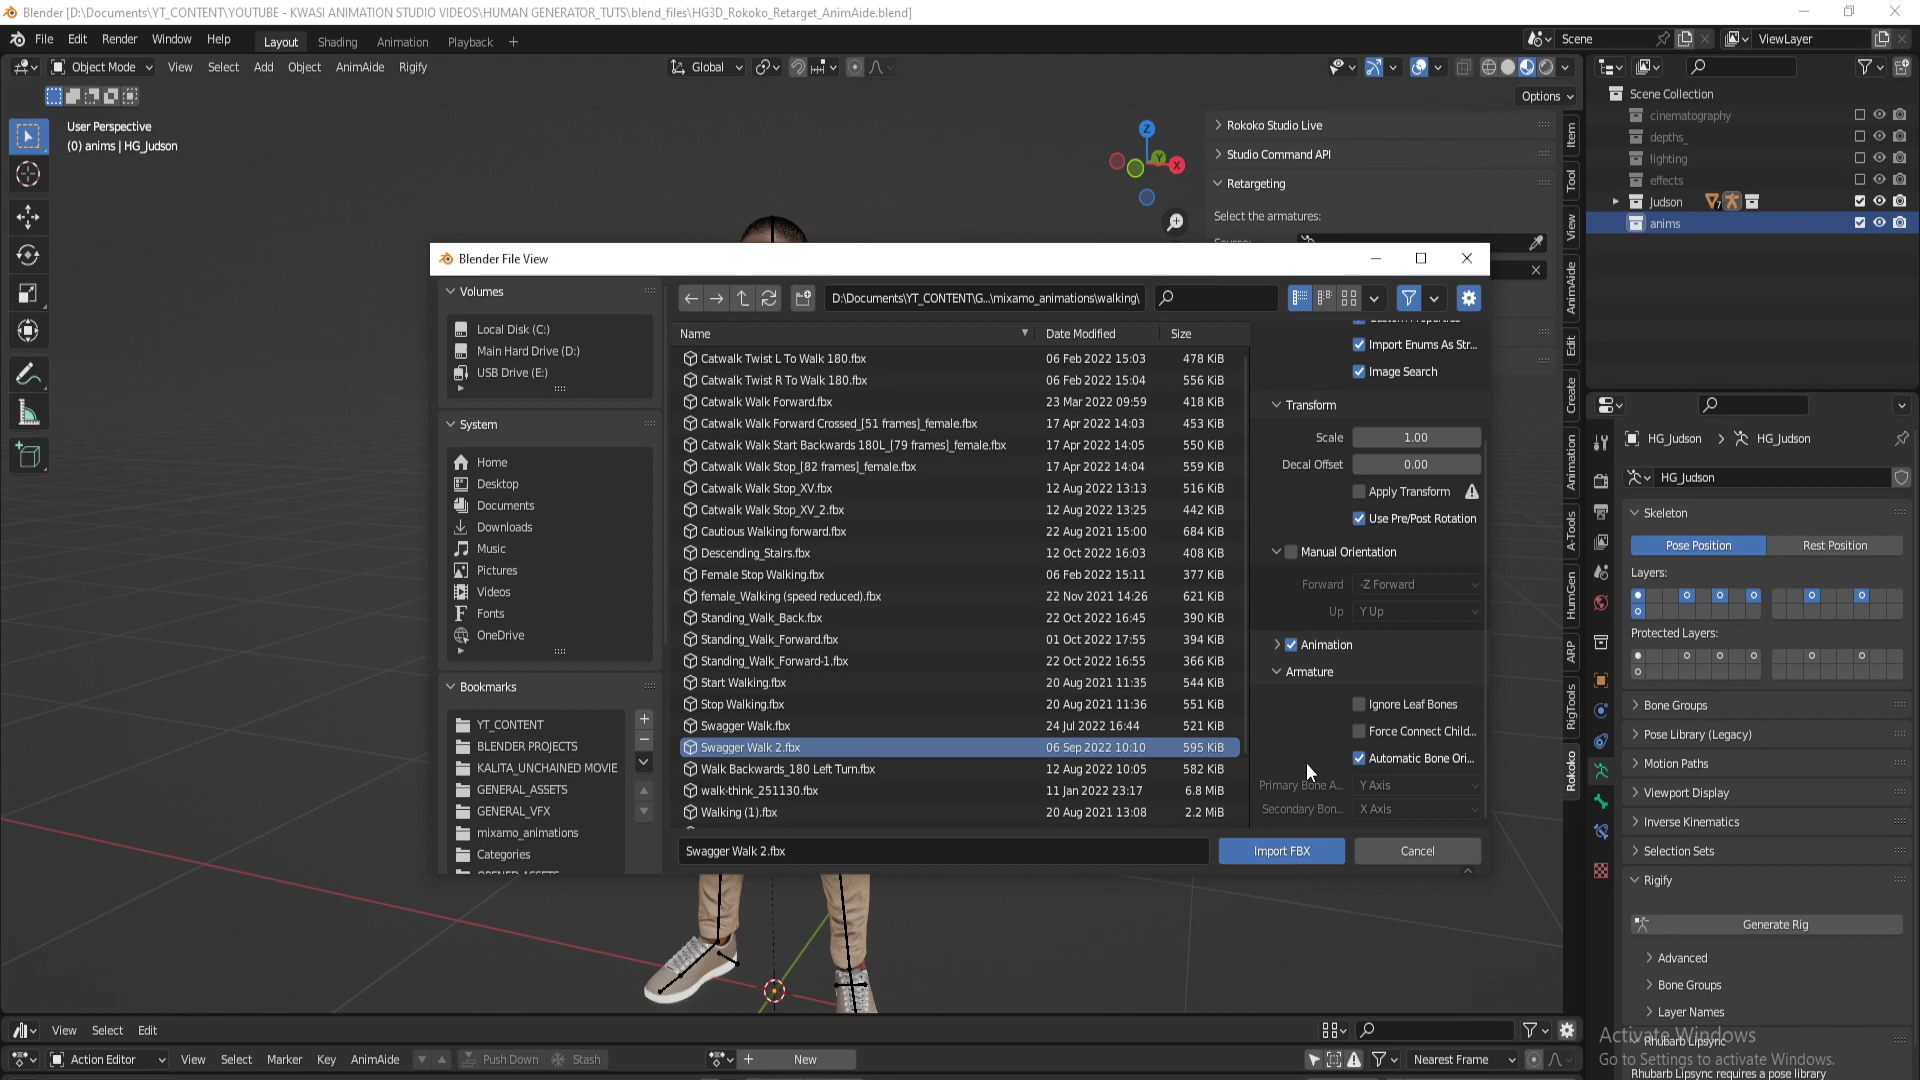 Blender [D:\Documents\YT_CONTENT\YOUTUBE - KWASI ANIMATION STUDIO VIDEOS\HUMAN GENERATOR_TUTS\blend_files\HG3D_Rokoko_Retarget_AnimAide.blend]
File Edit Render Window Help Layout Shading Animation Playback + Scene ViewLayer
Object Mode View Select Add Object AnimAide Rigify Global
Options
User Perspective
(0) anims | HG_Judson
Z
Y
X
Rokoko Studio Live
Studio Command API
Retargeting
Select the armatures:
Item
Tool
View
AnimAide
Edit
Create
Animation
A-Tools
HumGen
ARP
RigTools
Rokoko
Scene Collection
cinematography
depths_
lighting
effects
Judson
anims
Blender File View
Volumes
Local Disk (C:)
Main Hard Drive (D:)
USB Drive (E:)
System
Home
Desktop
Documents
Downloads
Music
Pictures
Videos
Fonts
OneDrive
Bookmarks
YT_CONTENT
BLENDER PROJECTS
KALITA_UNCHAINED MOVIE
GENERAL_ASSETS
GENERAL_VFX
mixamo_animations
Categories
D:\Documents\YT_CONTENT\G...\mixamo_animations\walking\
Name Date Modified Size
Catwalk Twist L To Walk 180.fbx 06 Feb 2022 15:03 478 KiB
Catwalk Twist R To Walk 180.fbx 06 Feb 2022 15:04 556 KiB
Catwalk Walk Forward.fbx 23 Mar 2022 09:59 418 KiB
Catwalk Walk Forward Crossed_[51 frames]_female.fbx 17 Apr 2022 14:03 453 KiB
Catwalk Walk Start Backwards 180L_[79 frames]_female.fbx 17 Apr 2022 14:05 550 KiB
Catwalk Walk Stop_[82 frames]_female.fbx 17 Apr 2022 14:04 559 KiB
Catwalk Walk Stop_XV.fbx 12 Aug 2022 13:13 516 KiB
Catwalk Walk Stop_XV_2.fbx 12 Aug 2022 13:25 442 KiB
Cautious Walking forward.fbx 22 Aug 2021 15:00 684 KiB
Descending_Stairs.fbx 12 Oct 2022 16:03 408 KiB
Female Stop Walking.fbx 06 Feb 2022 15:11 377 KiB
female_Walking (speed reduced).fbx 22 Nov 2021 14:26 621 KiB
Standing_Walk_Back.fbx 22 Oct 2022 16:45 390 KiB
Standing_Walk_Forward.fbx 01 Oct 2022 17:55 394 KiB
Standing_Walk_Forward-1.fbx 22 Oct 2022 16:55 366 KiB
Start Walking.fbx 20 Aug 2021 11:35 544 KiB
Stop Walking.fbx 20 Aug 2021 11:36 551 KiB
Swagger Walk.fbx 24 Jul 2022 16:44 521 KiB
Swagger Walk 2.fbx 06 Sep 2022 10:10 595 KiB
Walk Backwards_180 Left Turn.fbx 12 Aug 2022 10:05 582 KiB
walk-think_251130.fbx 11 Jan 2022 23:17 6.8 MiB
Walking (1).fbx 20 Aug 2021 13:08 2.2 MiB
Swagger Walk 2.fbx Import FBX Cancel
Import Enums As Str...
Image Search
Transform
Scale 1.00
Decal Offset 0.00
Apply Transform
Use Pre/Post Rotation
Manual Orientation
Forward -Z Forward
Up Y Up
Animation
Armature
Ignore Leaf Bones
Force Connect Child...
Automatic Bone Ori...
Primary Bone A... Y Axis
Secondary Bon... X Axis
HG_Judson > HG_Judson
HG_Judson
Skeleton
Pose Position Rest Position
Layers:
Protected Layers:
Bone Groups
Pose Library (Legacy)
Motion Paths
Viewport Display
Inverse Kinematics
Selection Sets
Rigify
Generate Rig
Advanced
Bone Groups
Layer Names
Rhubarb Lipsync
Rhubarb Lipsync requires a pose library
Activate Windows
Go to Settings to activate Windows.
View Select Edit
Action Editor View Select Marker Key AnimAide Push Down Stash + New Nearest Frame